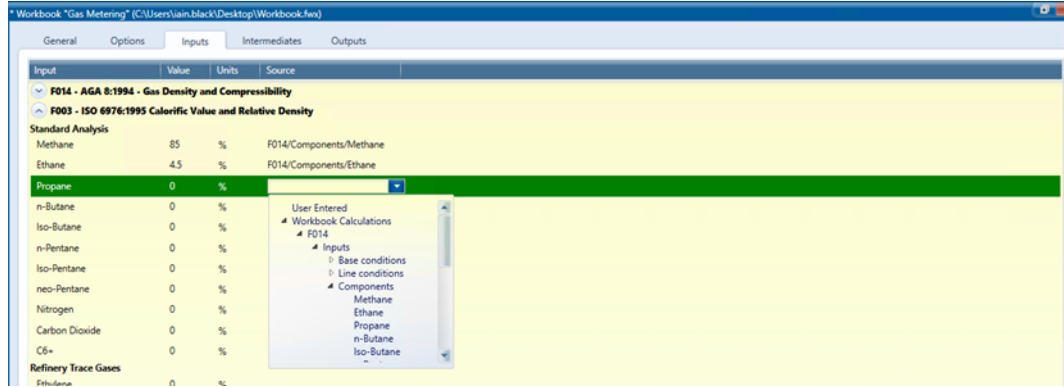 * Workbook "Gas Metering" (C:\Users\iain.black\Desktop\Workbook.fwx)
General Options Inputs Intermediates Outputs
Input Value Units Source
F014 - AGA 8:1994 - Gas Density and Compressibility
F003 - ISO 6976:1995 Calorific Value and Relative Density
Standard Analysis
Methane 85 % F014/Components/Methane
Ethane 4.5 % F014/Components/Ethane
Propane 0 %
n-Butane 0 %
Iso-Butane 0 %
n-Pentane 0 %
Iso-Pentane 0 %
neo-Pentane 0 %
Nitrogen 0 %
Carbon Dioxide 0 %
C6+ 0 %
Refinery Trace Gases
Ethylene 0 %
User Entered
Workbook Calculations
F014
Inputs
Base conditions
Line conditions
Components
Methane
Ethane
Propane
n-Butane
Iso-Butane